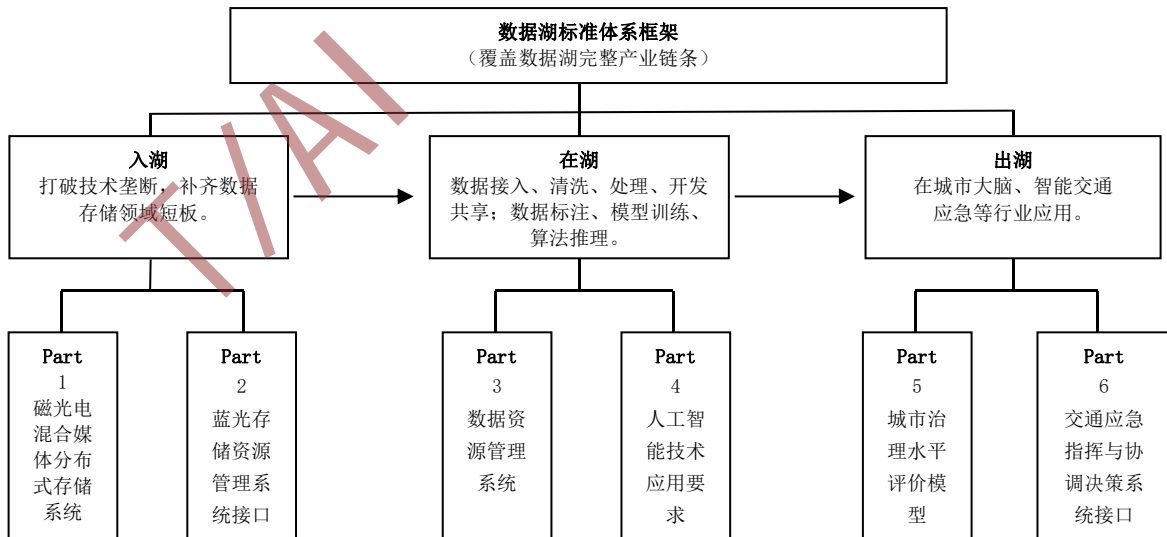 数据湖标准体系框架
（覆盖数据湖完整产业链条）
入湖
打破技术垄断，补齐数据
存储领域短板。
在湖
数据接入、清洗、处理、开发
共享；数据标注、模型训练、
算法推理。
出湖
在城市大脑、智能交通
应急等行业应用。
Part
1
磁光电
混合媒
体分布
式存储
系统
Part
2
蓝光存
储资源
管理系
统接口
Part
3
数据资
源管理
系统
Part
4
人工智
能技术
应用要
求
Part
5
城市治
理水平
评价模
型
Part
6
交通应急
指挥与协
调决策系
统接口
T/AI